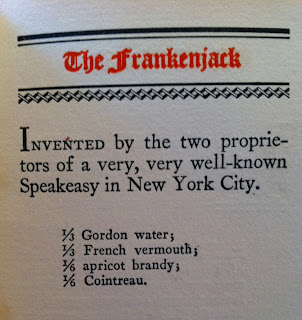 The Frankenjack
INVENTED by the two proprie-
tors of a very, very well-known
Speakeasy in New York City.
⅓ Gordon water;
⅓ French vermouth;
⅙ apricot brandy;
⅙ Cointreau.